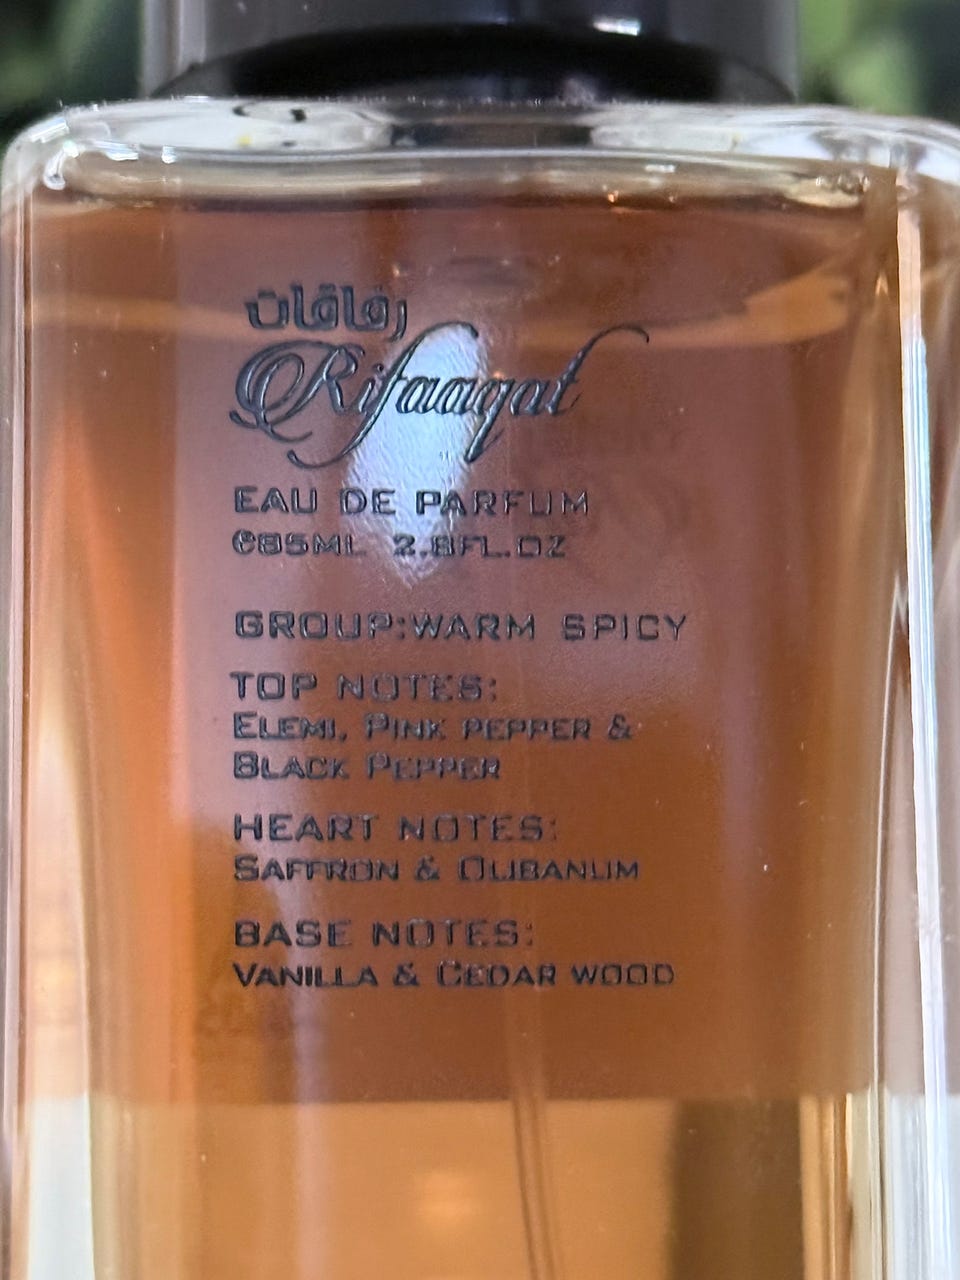 رفاقات
Rifaaqat
EAU DE PARFUM
℮85ML 2.8FL.OZ
GROUP:WARM SPICY
TOP NOTES:
ELEMI, PINK PEPPER &
BLACK PEPPER
HEART NOTES:
SAFFRON & OLIBANUM
BASE NOTES:
VANILLA & CEDAR WOOD